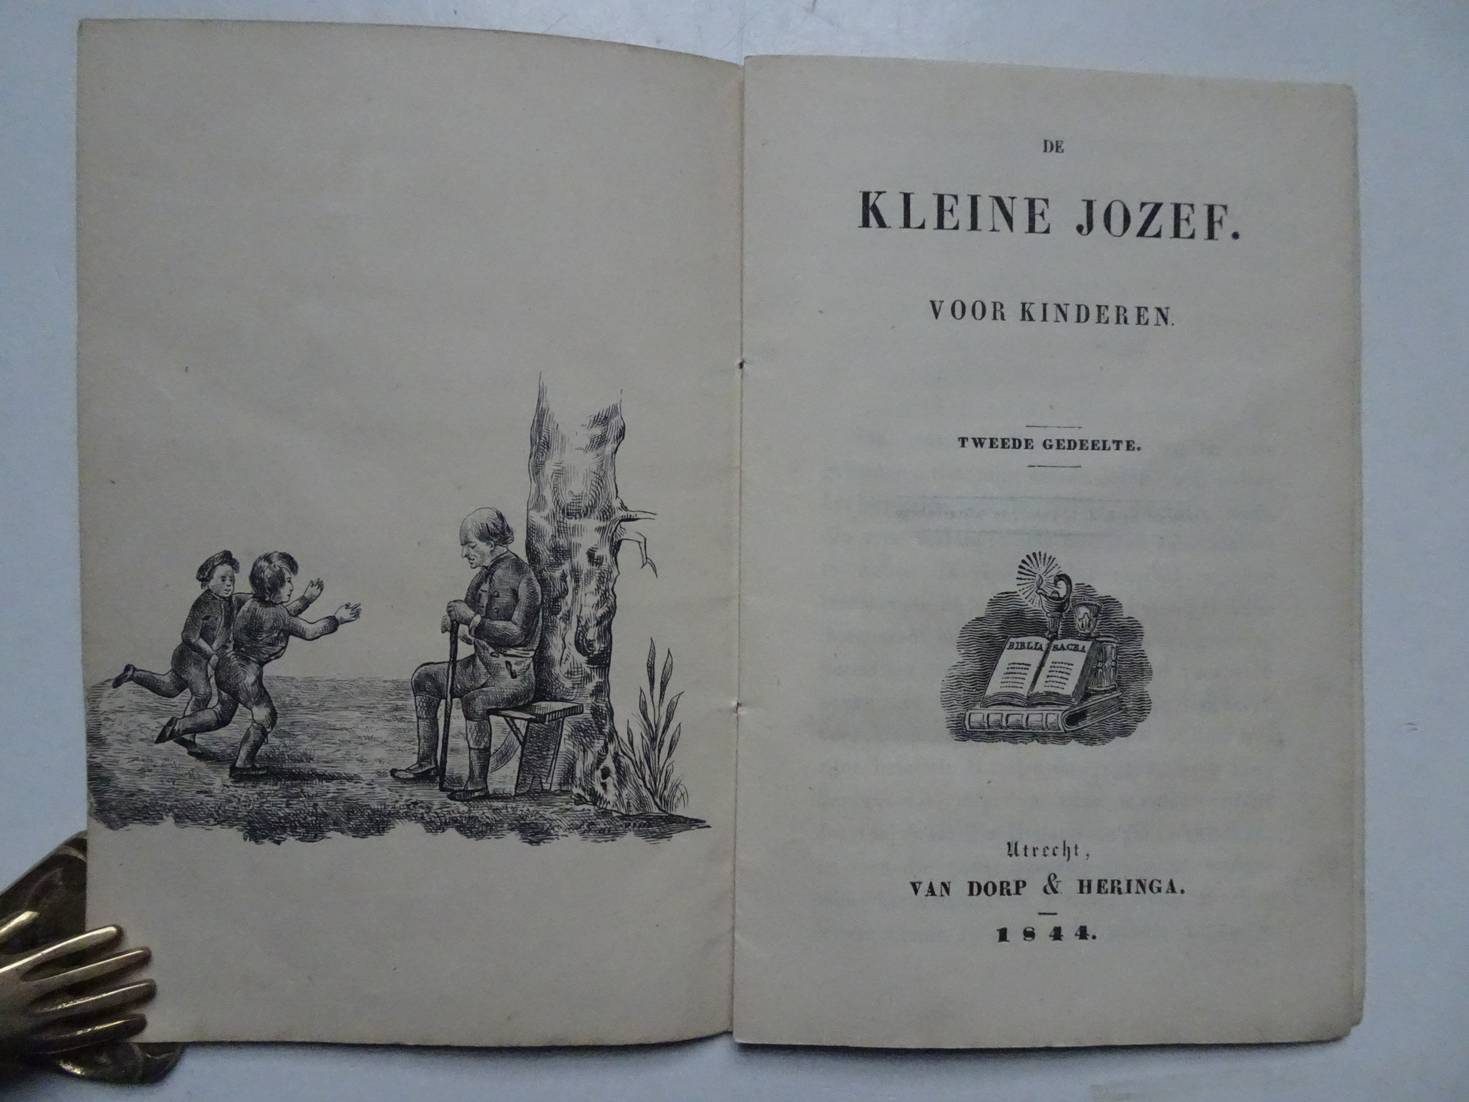 DE
KLEINE JOZEF.
VOOR KINDEREN.
TWEEDE GEDEELTE.
BIBLIA SACRA
Utrecht,
VAN DORP & HERINGA.
1844.